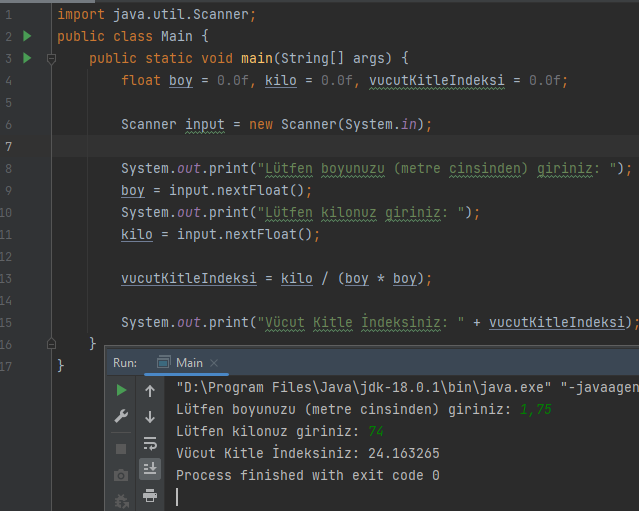 1 import java.util.Scanner;
2 public class Main {
3 public static void main(String[] args) {
4 float boy = 0.0f, kilo = 0.0f, vucutKitleIndeksi = 0.0f;
5
6 Scanner input = new Scanner(System.in);
7
8 System.out.print("Lütfen boyunuzu (metre cinsinden) giriniz: ");
9 boy = input.nextFloat();
10 System.out.print("Lütfen kilonuz giriniz: ");
11 kilo = input.nextFloat();
12
13 vucutKitleIndeksi = kilo / (boy * boy);
14
15 System.out.print("Vücut Kitle İndeksiniz: " + vucutKitleIndeksi);
16 }
17 }
Run: Main ×
"D:\Program Files\Java\jdk-18.0.1\bin\java.exe" "-javaagen
Lütfen boyunuzu (metre cinsinden) giriniz: 1,75
Lütfen kilonuz giriniz: 74
Vücut Kitle İndeksiniz: 24.163265
Process finished with exit code 0